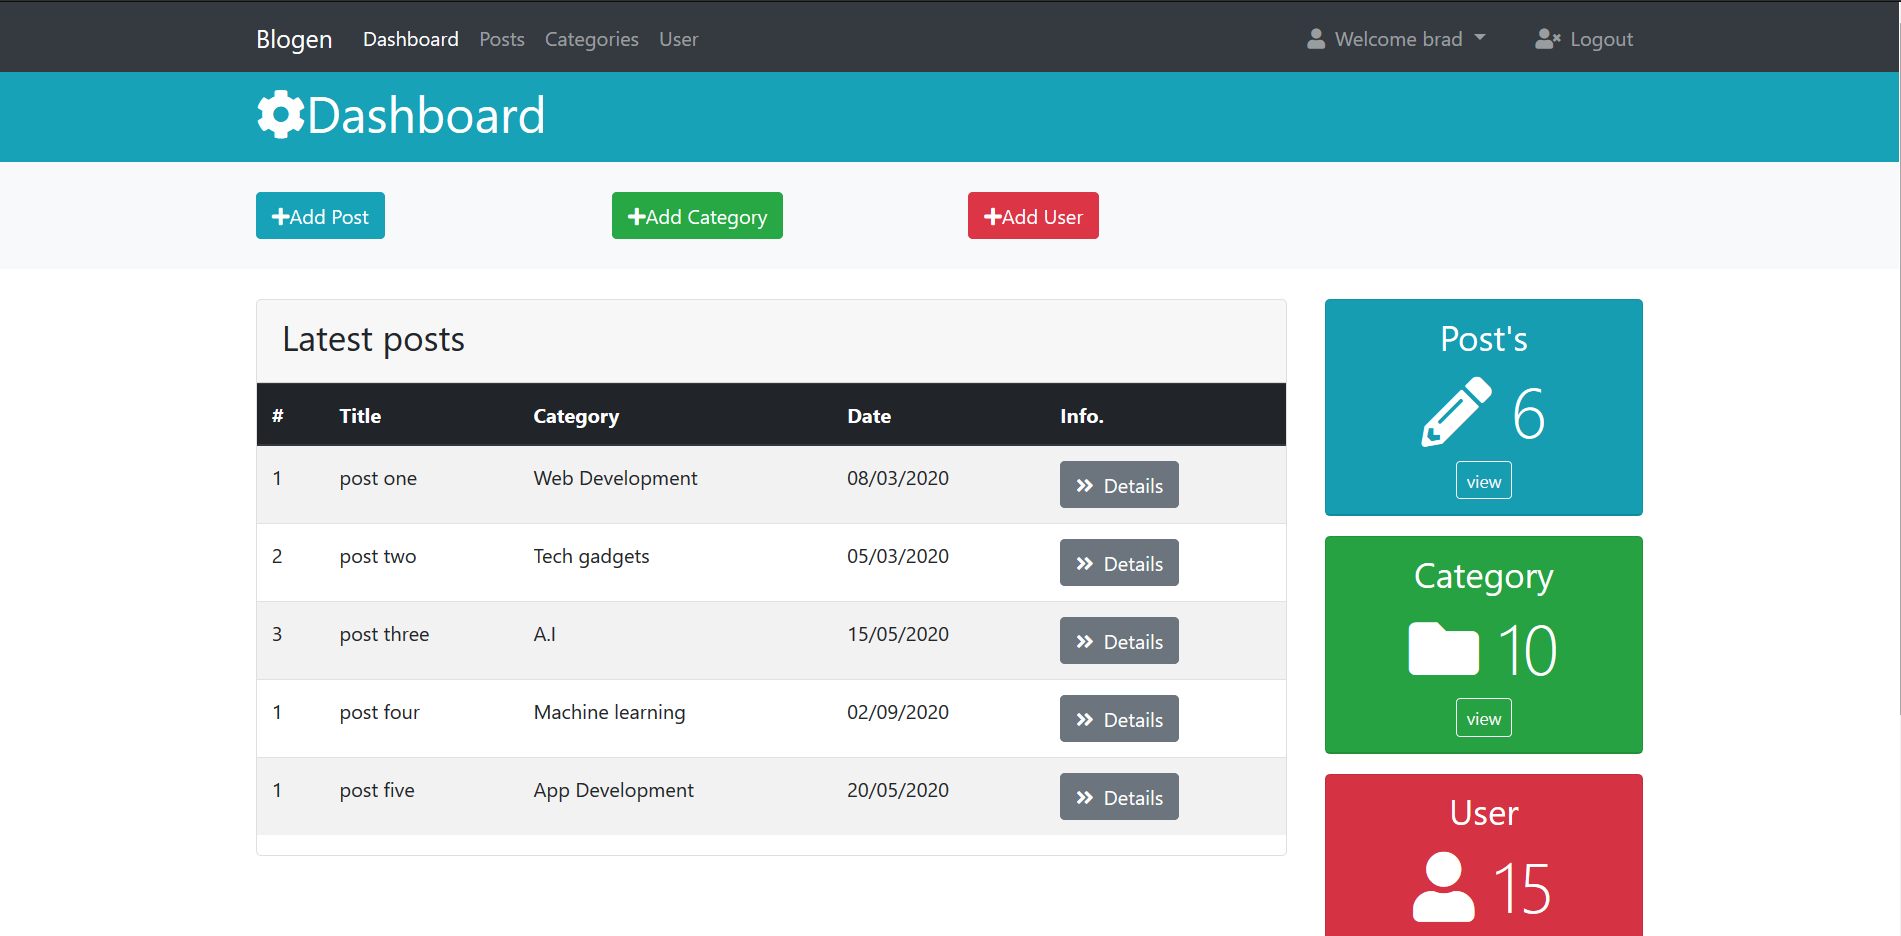 Blogen Dashboard Posts Categories User Welcome brad Logout
Dashboard
Add Post Add Category Add User
Latest posts
# Title Category Date Info.
1 post one Web Development 08/03/2020 Details
2 post two Tech gadgets 05/03/2020 Details
3 post three A.I 15/05/2020 Details
1 post four Machine learning 02/09/2020 Details
1 post five App Development 20/05/2020 Details
Post's
6
view
Category
10
view
User
15